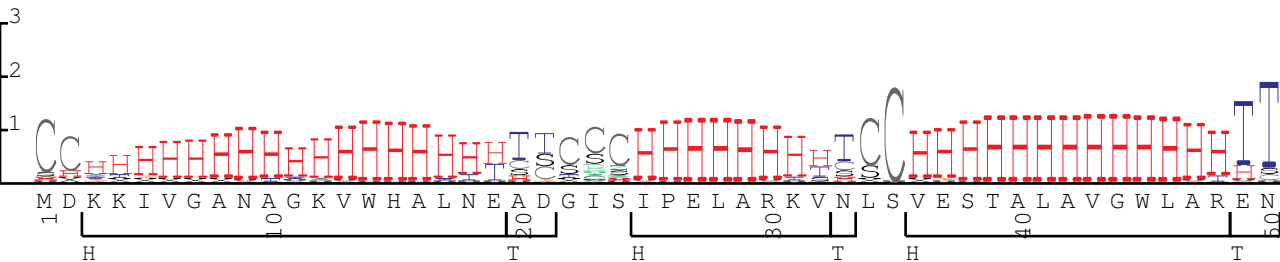 3
2
1
C C H H H H H H H H H H H H H H H H H T T C C C H H H H H H H H T C C H H H H H H H H H H H H H T T
M D K K I V G A N A G K V W H A L N E A D G I S I P E L A R K V N L S V E S T A L A V G W L A R E N
1 10 20 30 40 50
H T H T H T